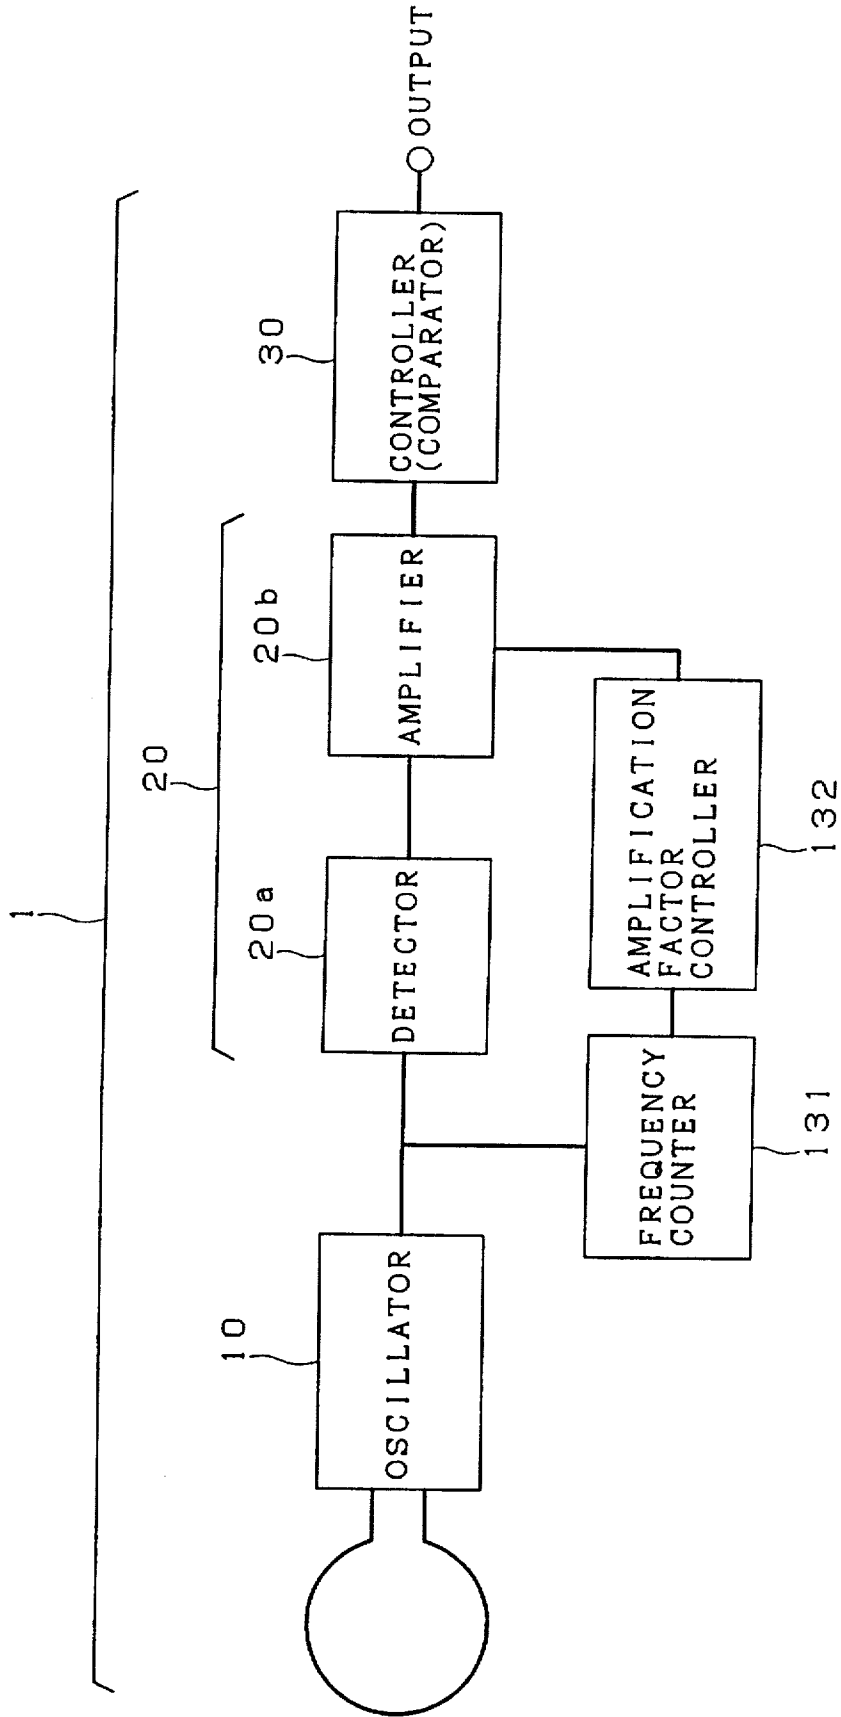 1
20
10
20a
20b
30
OSCILLATOR
DETECTOR
AMPLIFIER
CONTROLLER
(COMPARATOR)
OUTPUT
FREQUENCY
COUNTER
AMPLIFICATION
FACTOR
CONTROLLER
131
132